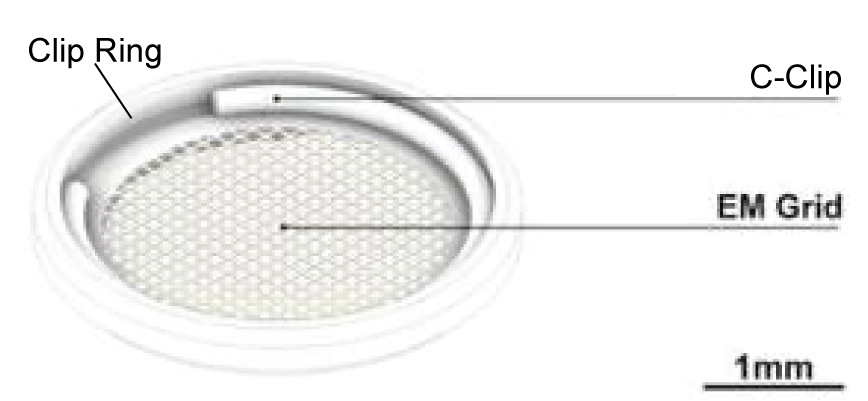 Clip Ring
C-Clip
EM Grid
1mm